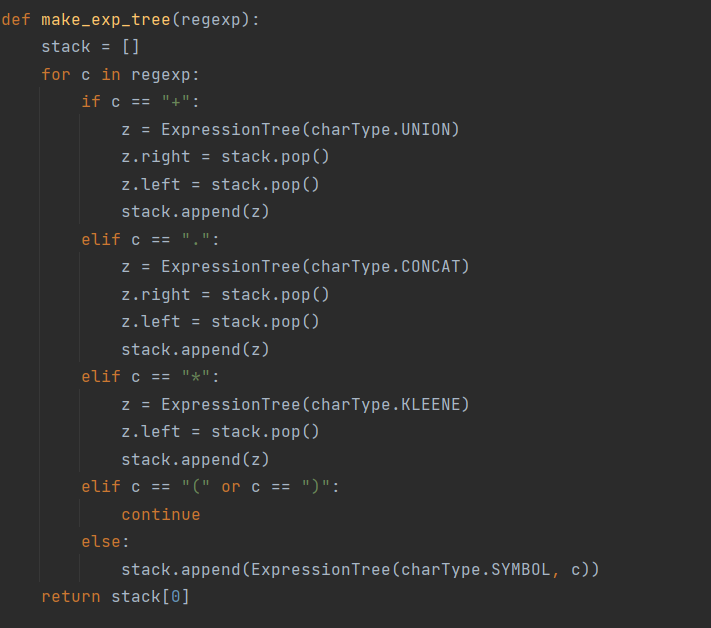 def make_exp_tree(regexp):
    stack = []
    for c in regexp:
        if c == "+":
            z = ExpressionTree(charType.UNION)
            z.right = stack.pop()
            z.left = stack.pop()
            stack.append(z)
        elif c == ".":
            z = ExpressionTree(charType.CONCAT)
            z.right = stack.pop()
            z.left = stack.pop()
            stack.append(z)
        elif c == "*":
            z = ExpressionTree(charType.KLEENE)
            z.left = stack.pop()
            stack.append(z)
        elif c == "(" or c == ")":
            continue
        else:
            stack.append(ExpressionTree(charType.SYMBOL, c))
    return stack[0]